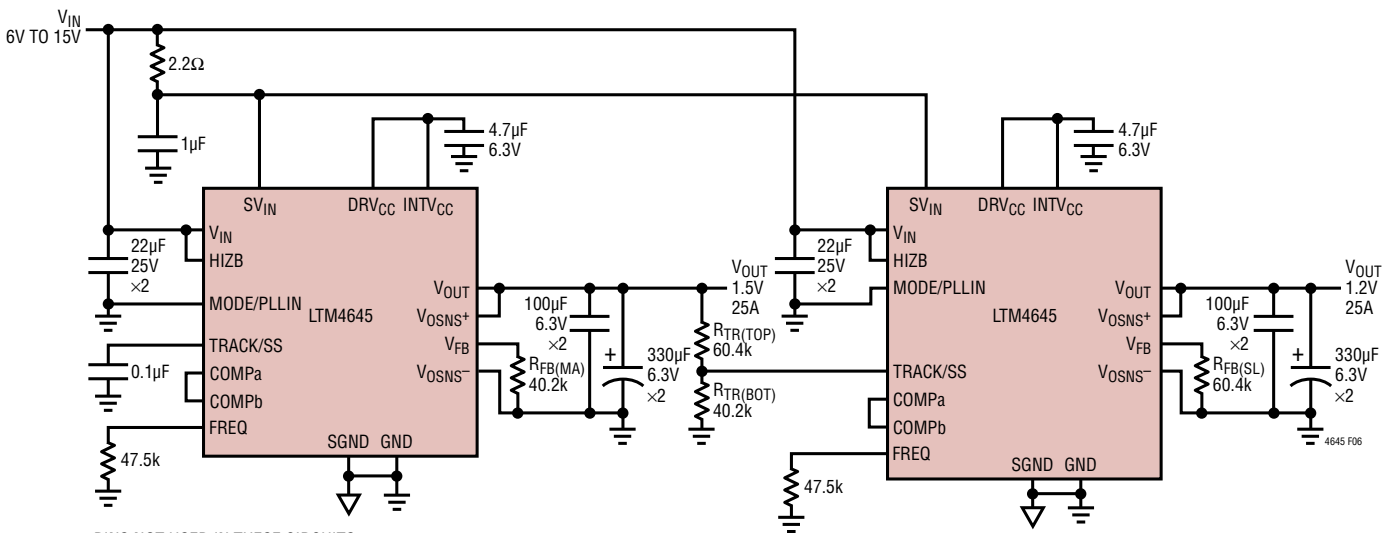 VIN
6V TO 15V
2.2Ω
1µF
4.7µF
6.3V
SVIN
DRVCC
INTVCC
VIN
HIZB
MODE/PLLIN
TRACK/SS
COMPa
COMPb
FREQ
LTM4645
VOUT
VOSNS+
VFB
VOSNS–
SGND
GND
22µF
25V
×2
0.1µF
47.5k
RFB(MA)
40.2k
100µF
6.3V
×2
+
330µF
6.3V
×2
VOUT
1.5V
25A
RTR(TOP)
60.4k
RTR(BOT)
40.2k
4.7µF
6.3V
SVIN
DRVCC
INTVCC
22µF
25V
×2
VIN
HIZB
MODE/PLLIN
TRACK/SS
COMPa
COMPb
FREQ
LTM4645
VOUT
VOSNS+
VFB
VOSNS–
SGND
GND
47.5k
RFB(SL)
60.4k
100µF
6.3V
×2
+
330µF
6.3V
×2
VOUT
1.2V
25A
4645 F06